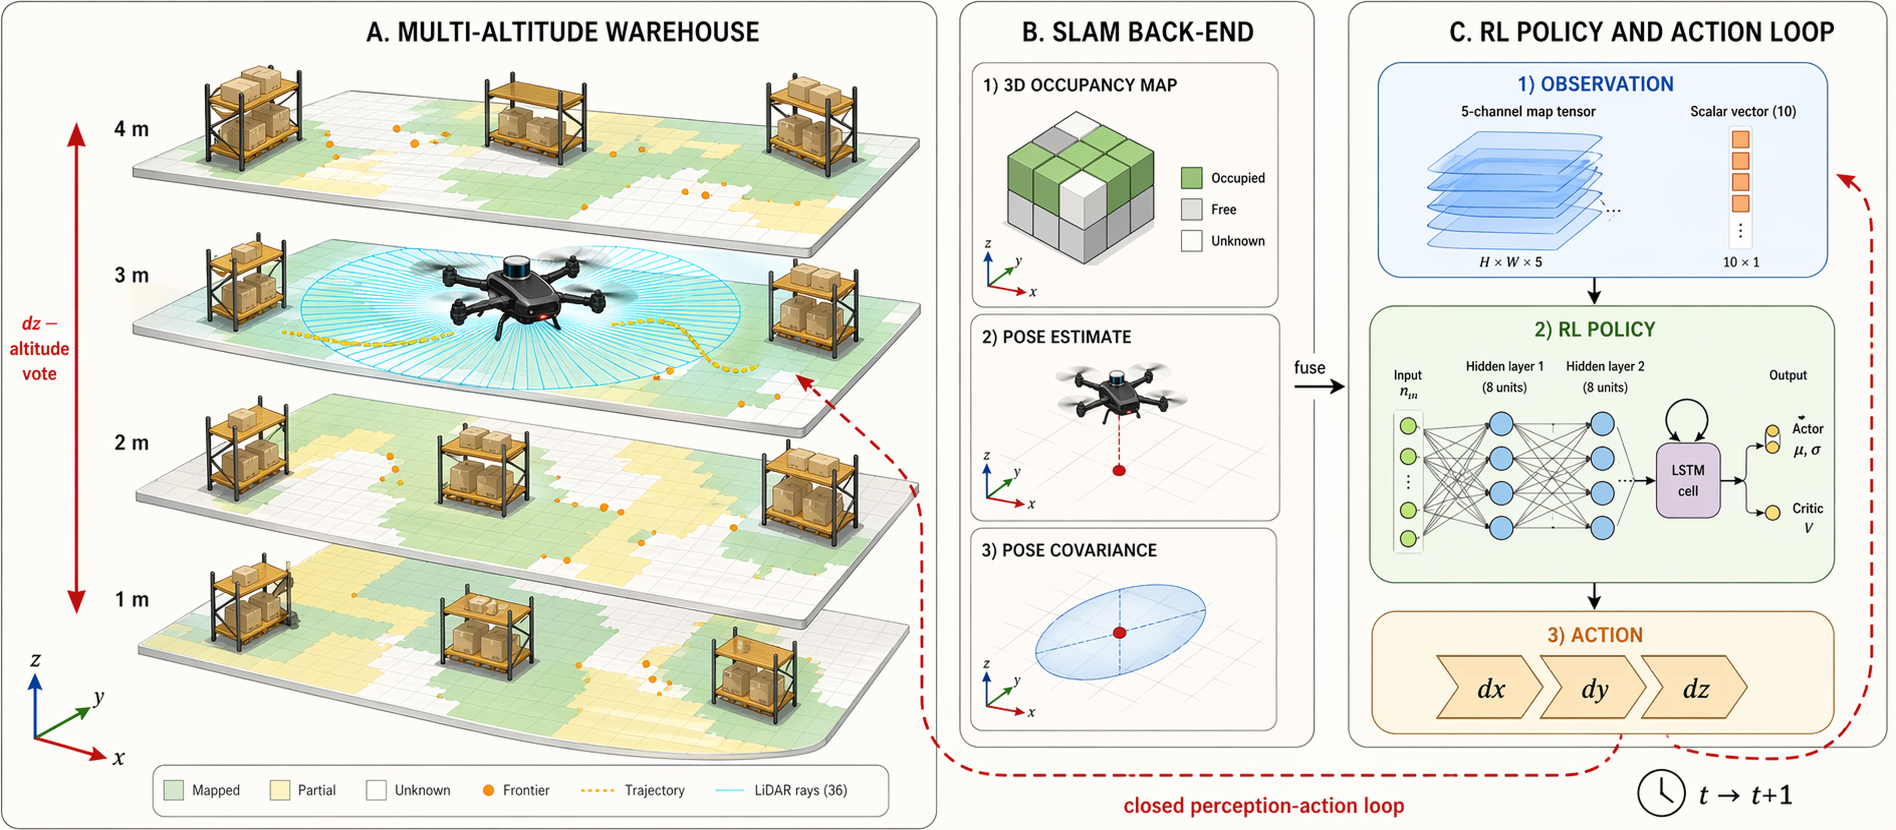 A. MULTI-ALTITUDE WAREHOUSE
4 m
3 m
dz –
altitude
vote
2 m
1 m
z
y
x
Mapped
Partial
Unknown
Frontier
Trajectory
LiDAR rays (36)
B. SLAM BACK-END
1) 3D OCCUPANCY MAP
Occupied
Free
Unknown
z
y
x
2) POSE ESTIMATE
z
y
x
3) POSE COVARIANCE
z
y
x
fuse
C. RL POLICY AND ACTION LOOP
1) OBSERVATION
5-channel map tensor
Scalar vector (10)
...
⋮
H × W × 5
10 × 1
2) RL POLICY
Input
n_in
Hidden layer 1
(8 units)
Hidden layer 2
(8 units)
Output
⋮
...
LSTM
cell
Actor
μ, σ
Critic
V
3) ACTION
dx
dy
dz
closed perception-action loop
t → t+1